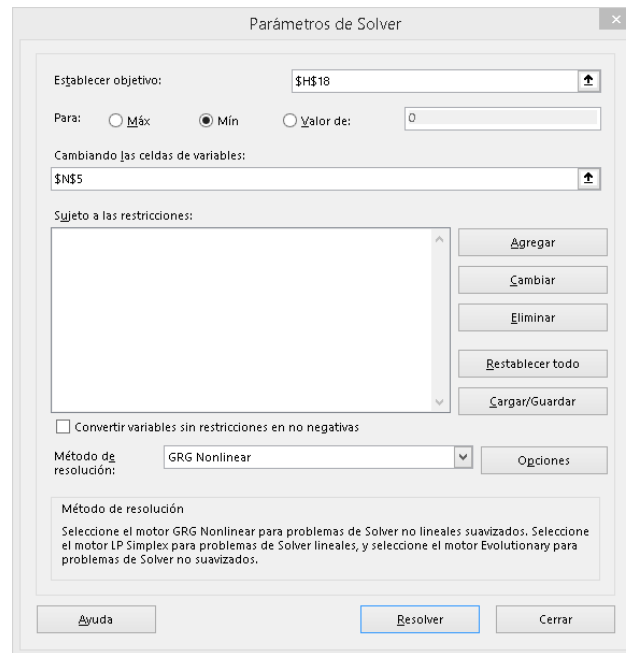 Parámetros de Solver
Establecer objetivo:
$H$18
Para:
Máx
Mín
Valor de:
0
Cambiando las celdas de variables:
$N$5
Sujeto a las restricciones:
Agregar
Cambiar
Eliminar
Restablecer todo
Cargar/Guardar
Convertir variables sin restricciones en no negativas
Método de
resolución:
GRG Nonlinear
Opciones
Método de resolución
Seleccione el motor GRG Nonlinear para problemas de Solver no lineales suavizados. Seleccione
el motor LP Simplex para problemas de Solver lineales, y seleccione el motor Evolutionary para
problemas de Solver no suavizados.
Ayuda
Resolver
Cerrar